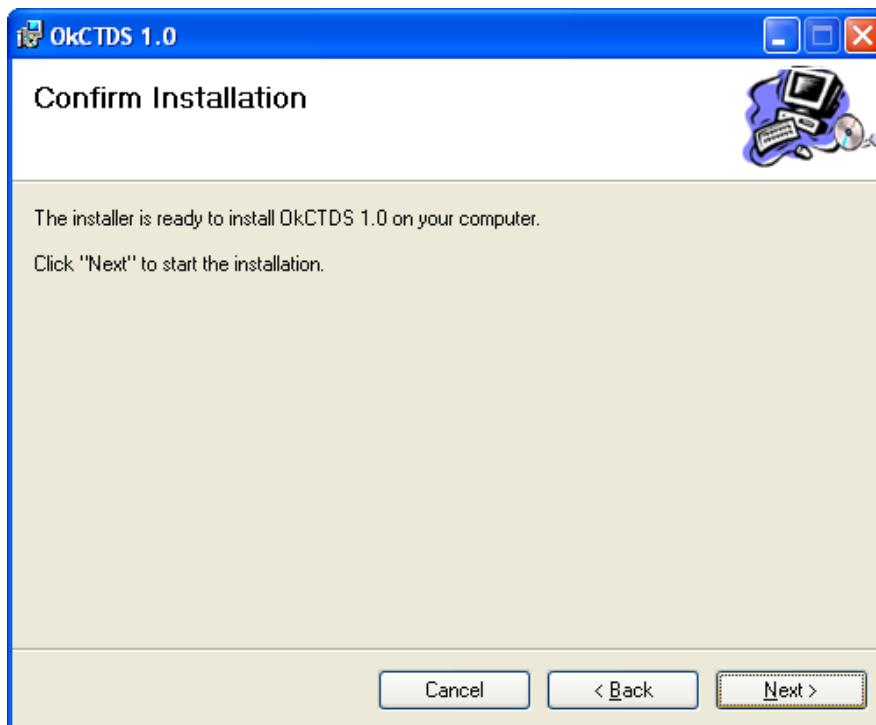 OkCTDS 1.0
Confirm Installation
The installer is ready to install OkCTDS 1.0 on your computer.
Click "Next" to start the installation.
Cancel
< Back
Next >